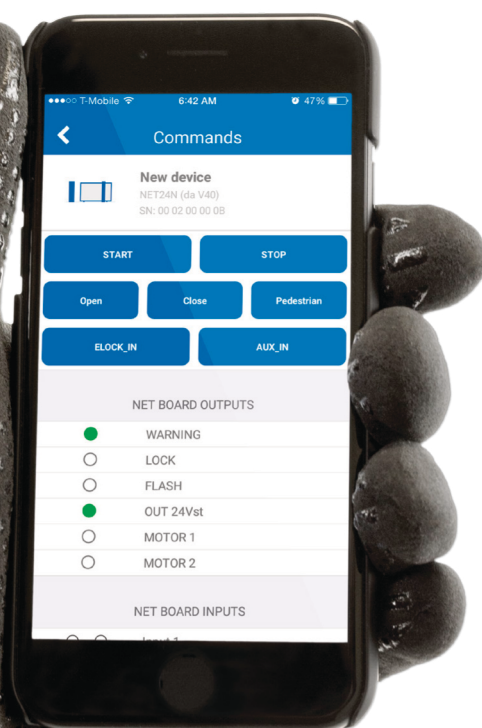 ●●●○○ T-Mobile 6:42 AM 47%
Commands
New device
NET24N (da V40)
SN: 00 02 00 00 0B
START STOP
Open Close Pedestrian
ELOCK_IN AUX_IN
NET BOARD OUTPUTS
WARNING
LOCK
FLASH
OUT 24Vst
MOTOR 1
MOTOR 2
NET BOARD INPUTS
Input 1